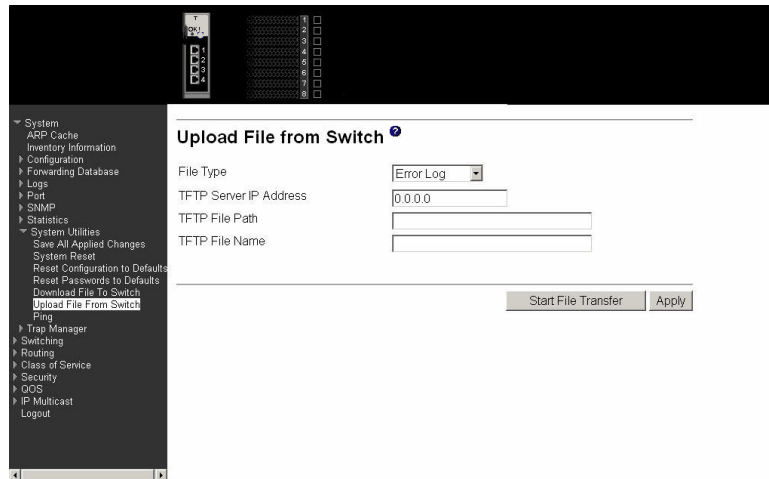 T
OK!
1
2
3
4
1
2
3
4
5
6
7
8
System
ARP Cache
Inventory Information
Configuration
Forwarding Database
Logs
Port
SNMP
Statistics
System Utilities
Save All Applied Changes
System Reset
Reset Configuration to Defaults
Reset Passwords to Defaults
Download File To Switch
Upload File From Switch
Ping
Trap Manager
Switching
Routing
Class of Service
Security
QOS
IP Multicast
Logout
Upload File from Switch ?
File Type Error Log
TFTP Server IP Address 0.0.0.0
TFTP File Path
TFTP File Name
Start File Transfer Apply